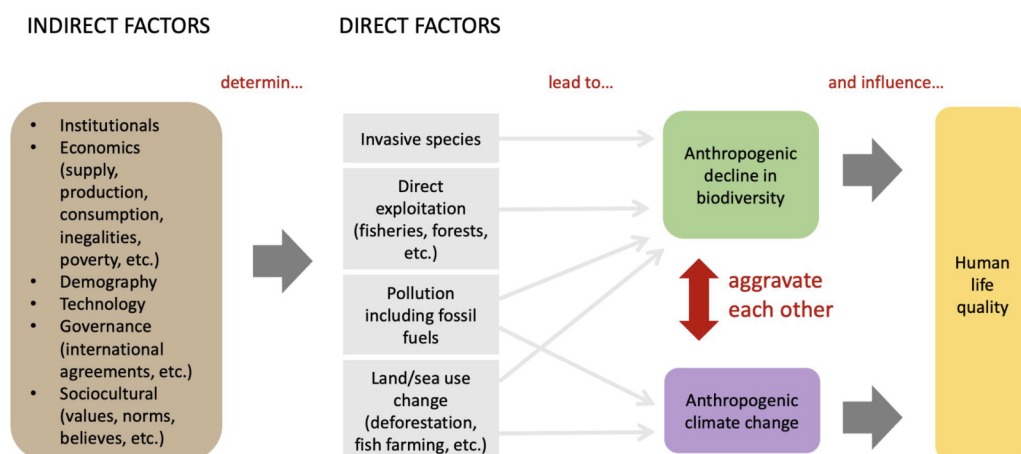 INDIRECT FACTORS
DIRECT FACTORS
determin...
lead to...
and influence...
• Institutionals
• Economics
(supply,
production,
consumption,
inegalities,
poverty, etc.)
• Demography
• Technology
• Governance
(international
agreements, etc.)
• Sociocultural
(values, norms,
believes, etc.)
Invasive species
Direct
exploitation
(fisheries, forests,
etc.)
Pollution
including fossil
fuels
Land/sea use
change
(deforestation,
fish farming, etc.)
Anthropogenic
decline in
biodiversity
aggravate
each other
Anthropogenic
climate change
Human
life
quality